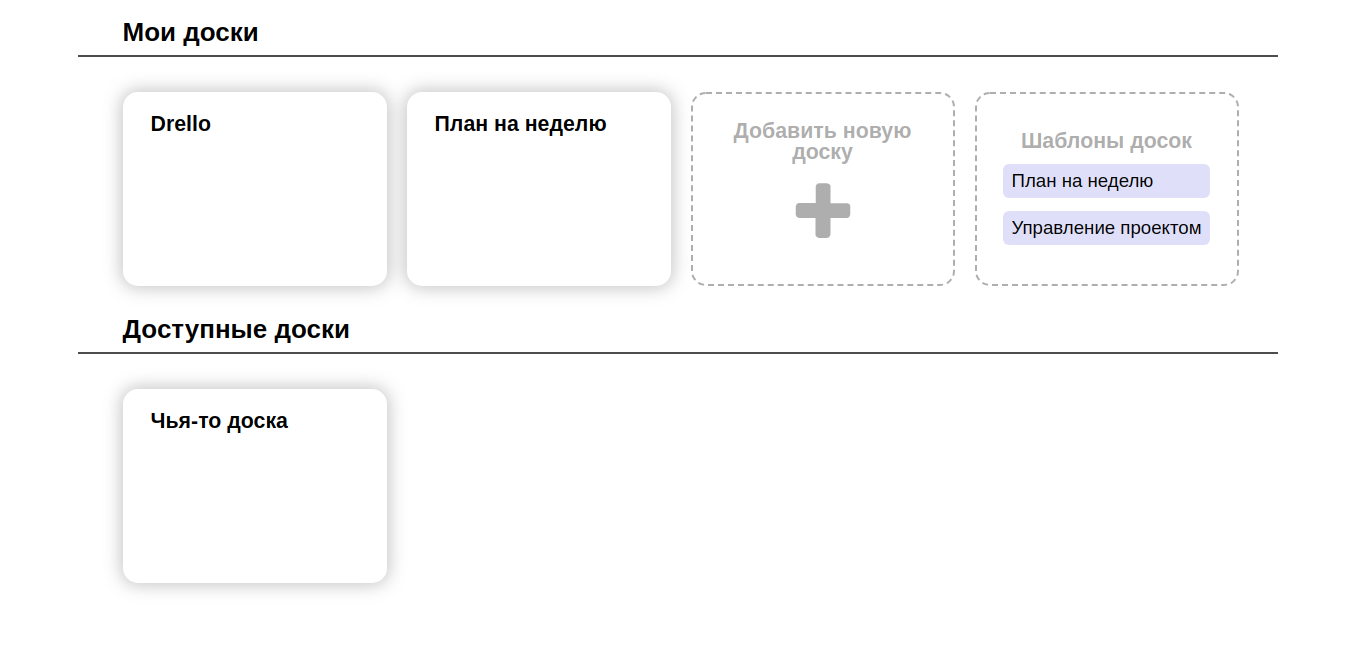 Мои доски
Drello
План на неделю
Добавить новую
доску
Шаблоны досок
План на неделю
Управление проектом
Доступные доски
Чья-то доска